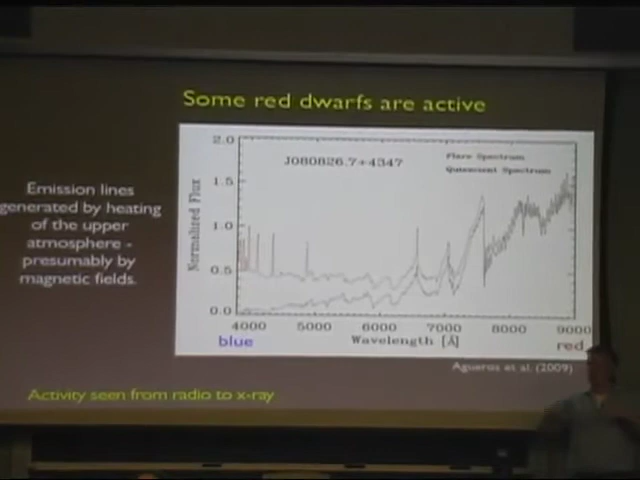 Some red dwarfs are active
Emission lines
generated by heating
of the upper
atmosphere -
presumably by
magnetic fields.
J080826.7+4347
Flare Spectrum
Quiescent Spectrum
Normalized Flux
2.0
1.5
1.0
0.5
0.0
4000 5000 6000 7000 8000 9000
Wavelength [Å]
blue
red
Agueros et al. (2009)
Activity seen from radio to x-ray